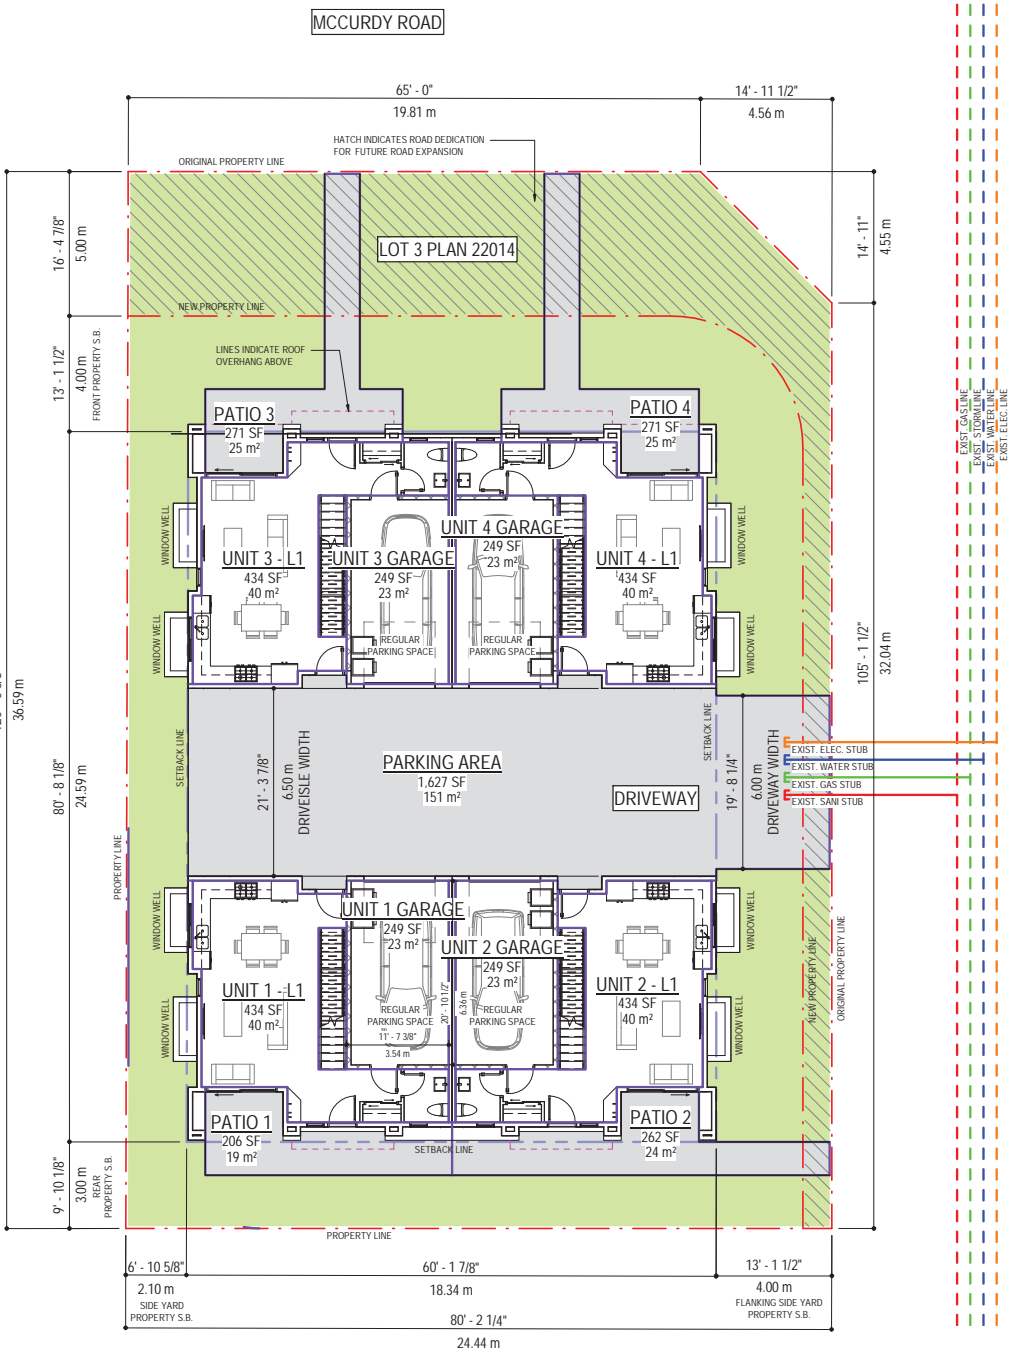 MCCURDY ROAD
65' - 0"
19.81 m
14' - 11 1/2"
4.56 m
HATCH INDICATES ROAD DEDICATION
FOR FUTURE ROAD EXPANSION
ORIGINAL PROPERTY LINE
LOT 3 PLAN 22014
16' - 4 7/8"
5.00 m
14' - 11"
4.55 m
NEW PROPERTY LINE
13' - 1 1/2"
4.00 m
FRONT PROPERTY S.B.
LINES INDICATE ROOF
OVERHANG ABOVE
PATIO 3
271 SF
25 m²
PATIO 4
271 SF
25 m²
EXIST. GAS LINE
EXIST. STORM LINE
EXIST. WATER LINE
EXIST. ELEC. LINE
WINDOW WELL
WINDOW WELL
UNIT 3 - L1
434 SF
40 m²
UNIT 3 GARAGE
249 SF
23 m²
UNIT 4 GARAGE
249 SF
23 m²
UNIT 4 - L1
434 SF
40 m²
WINDOW WELL
WINDOW WELL
REGULAR
PARKING SPACE
REGULAR
PARKING SPACE
105' - 1 1/2"
32.04 m
36.59 m
80' - 8 1/8"
24.59 m
SETBACK LINE
21' - 3 7/8"
6.50 m
DRIVEISLE WIDTH
PARKING AREA
1,627 SF
151 m²
DRIVEWAY
SETBACK LINE
19' - 8 1/4"
6.00 m
DRIVEWAY WIDTH
EXIST. ELEC. STUB
EXIST. WATER STUB
EXIST. GAS STUB
EXIST. SANI STUB
PROPERTY LINE
WINDOW WELL
WINDOW WELL
UNIT 1 GARAGE
249 SF
23 m²
UNIT 2 GARAGE
249 SF
23 m²
UNIT 1 - L1
434 SF
40 m²
UNIT 2 - L1
434 SF
40 m²
WINDOW WELL
WINDOW WELL
NEW PROPERTY LINE
ORIGINAL PROPERTY LINE
REGULAR
PARKING SPACE
REGULAR
PARKING SPACE
20' - 10 1/2"
6.36 m
11' - 7 3/8"
3.54 m
PATIO 1
206 SF
19 m²
PATIO 2
262 SF
24 m²
SETBACK LINE
9' - 10 1/8"
3.00 m
REAR
PROPERTY S.B.
PROPERTY LINE
6' - 10 5/8"
2.10 m
SIDE YARD
PROPERTY S.B.
60' - 1 7/8"
18.34 m
13' - 1 1/2"
4.00 m
FLANKING SIDE YARD
PROPERTY S.B.
80' - 2 1/4"
24.44 m